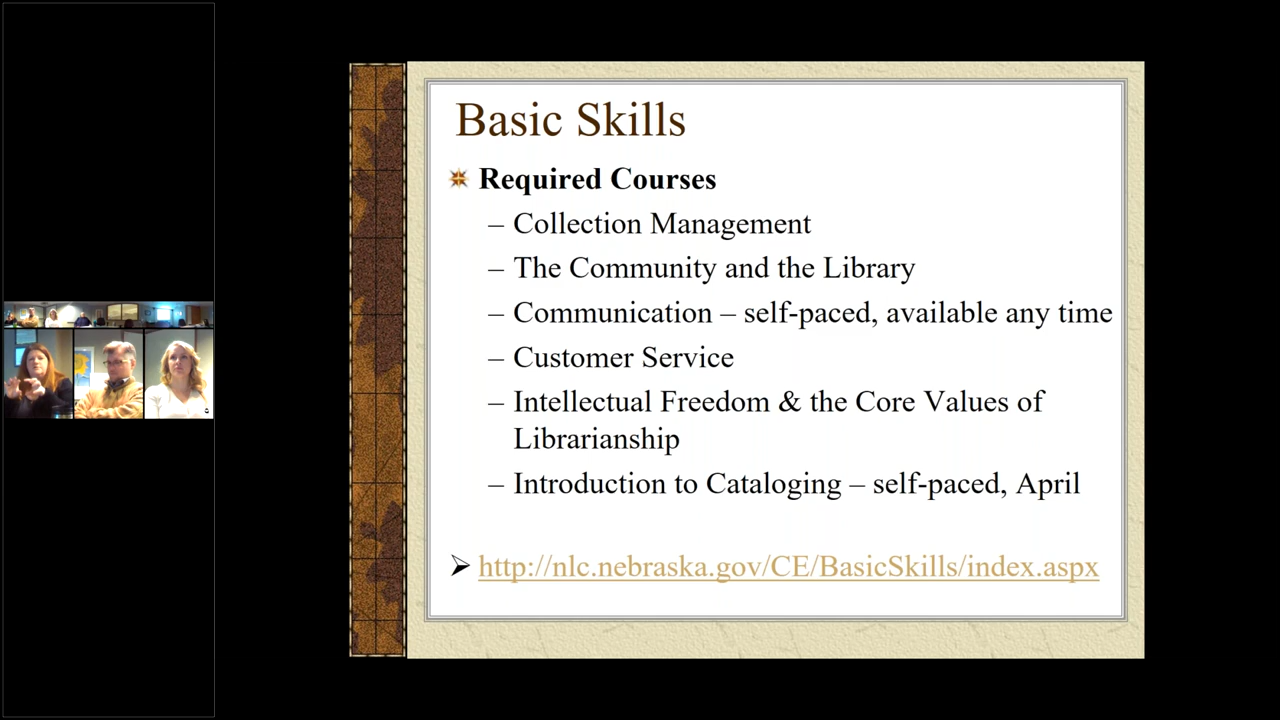 Basic Skills
Required Courses
– Collection Management
– The Community and the Library
– Communication – self-paced, available any time
– Customer Service
– Intellectual Freedom & the Core Values of
Librarianship
– Introduction to Cataloging – self-paced, April
http://nlc.nebraska.gov/CE/BasicSkills/index.aspx